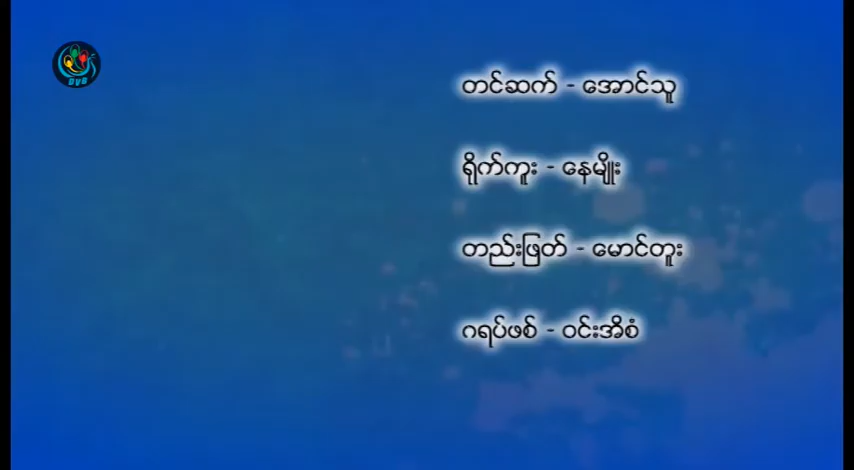 DVB
တင်ဆက် - အောင်သူ
ရိုက်ကူး - နေမျိုး
တည်းဖြတ် - မောင်တူး
ဂရပ်ဖစ် - ဝင်းအိစံ